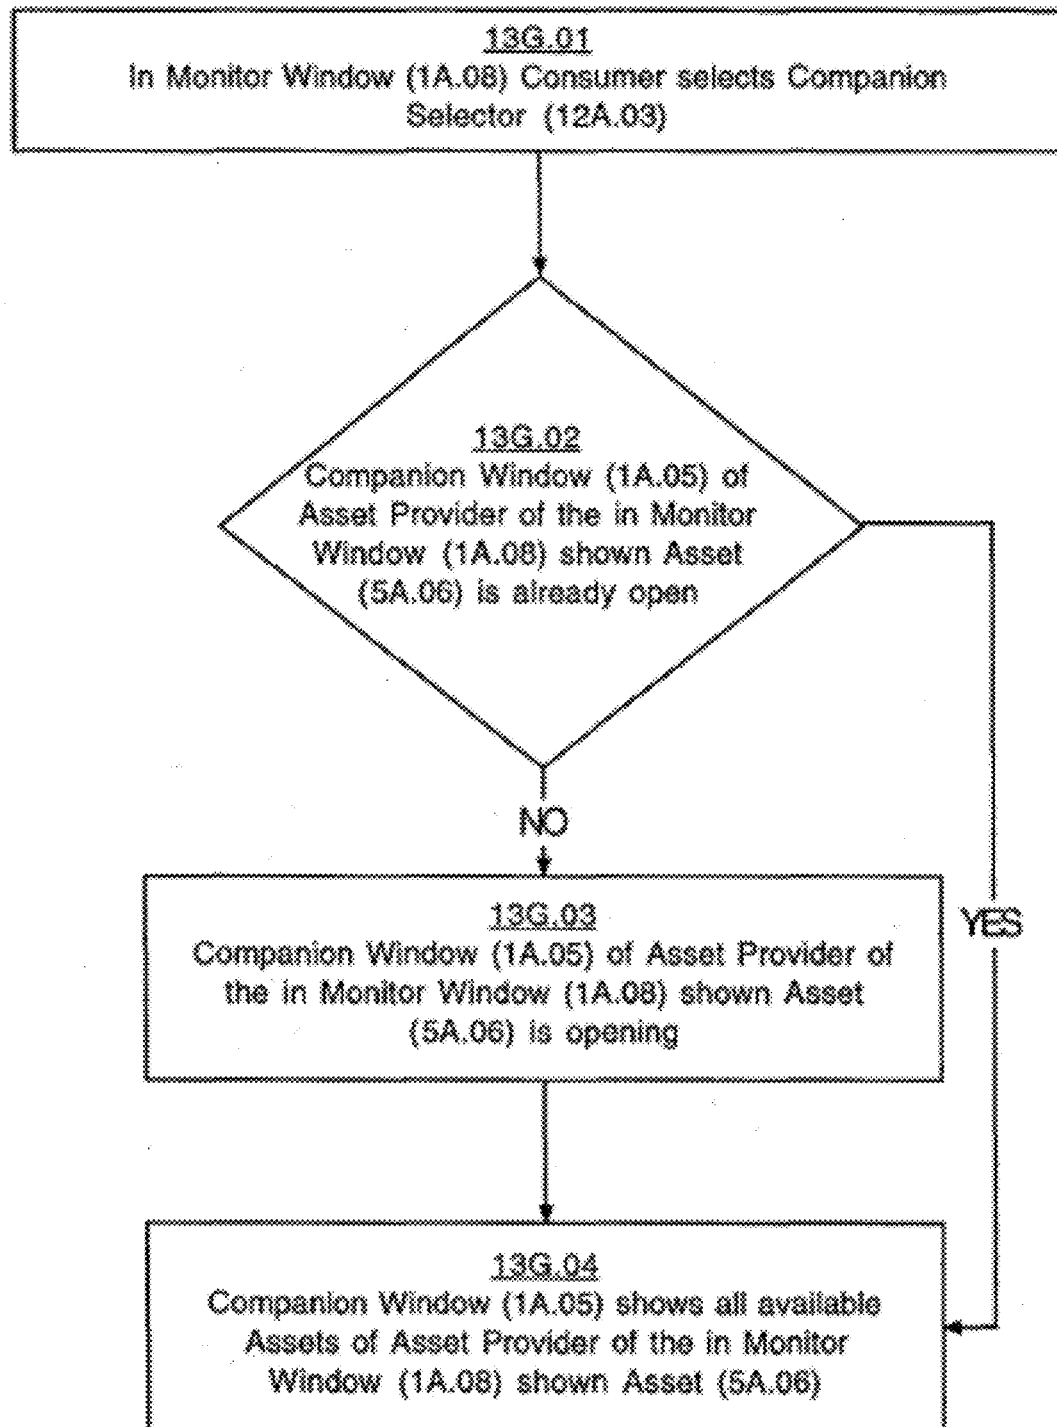 13G.01
In Monitor Window (1A.08) Consumer selects Companion
Selector (12A.03)
13G.02
Companion Window (1A.05) of
Asset Provider of the in Monitor
Window (1A.08) shown Asset
(5A.06) is already open
NO
YES
13G.03
Companion Window (1A.05) of Asset Provider of
the in Monitor Window (1A.08) shown Asset
(5A.06) is opening
13G.04
Companion Window (1A.05) shows all available
Assets of Asset Provider of the in Monitor
Window (1A.08) shown Asset (5A.06)